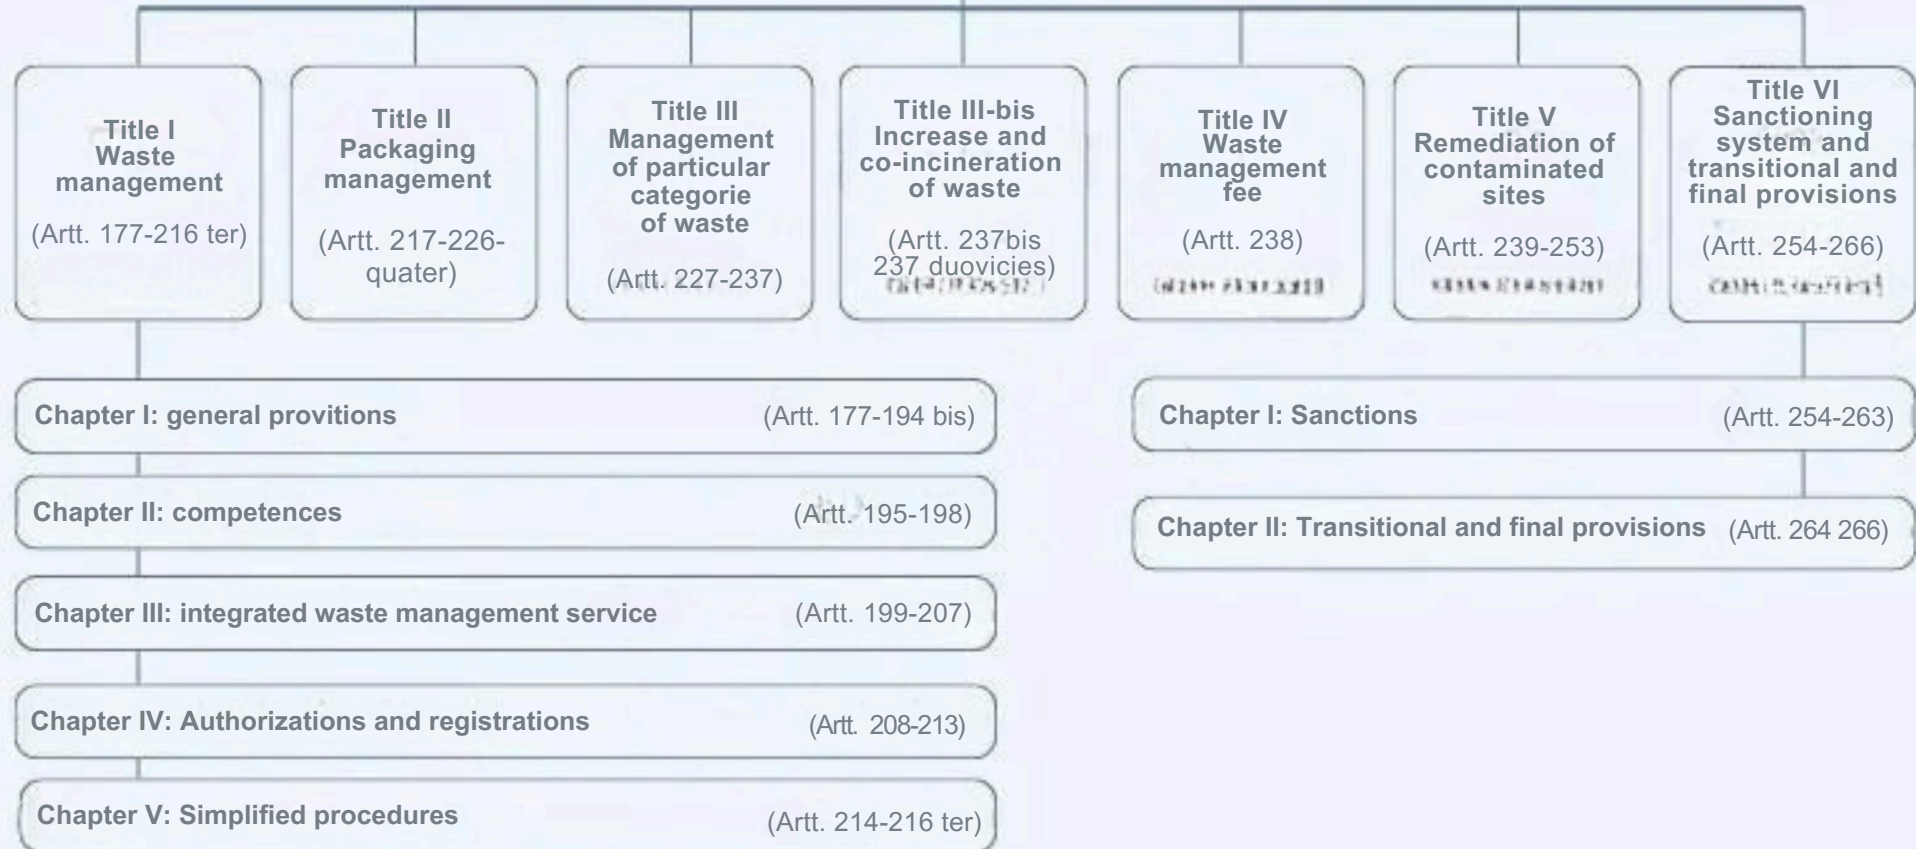 Title I
Waste
management
(Artt. 177-216 ter)
Title II
Packaging
management
(Artt. 217-226-
quater)
Title III
Management
of particular
categorie
of waste
(Artt. 227-237)
Title III-bis
Increase and
co-incineration
of waste
(Artt. 237bis
237 duovicies)
Title IV
Waste
management
fee
(Artt. 238)
Title V
Remediation of
contaminated
sites
(Artt. 239-253)
Title VI
Sanctioning
system and
transitional and
final provisions
(Artt. 254-266)
Chapter I: general provitions (Artt. 177-194 bis)
Chapter II: competences (Artt. 195-198)
Chapter III: integrated waste management service (Artt. 199-207)
Chapter IV: Authorizations and registrations (Artt. 208-213)
Chapter V: Simplified procedures (Artt. 214-216 ter)
Chapter I: Sanctions (Artt. 254-263)
Chapter II: Transitional and final provisions (Artt. 264 266)